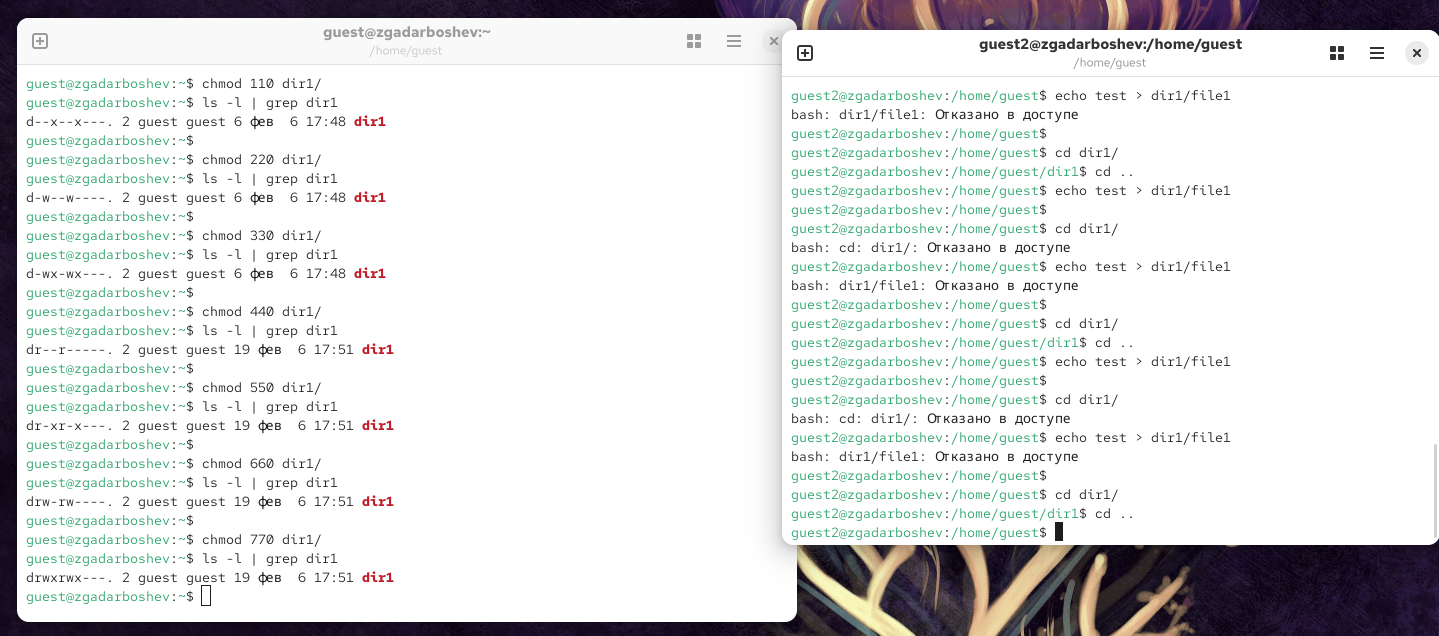 guest@zgadarboshev:~
/home/guest
guest@zgadarboshev:~$ chmod 110 dir1/
guest@zgadarboshev:~$ ls -l | grep dir1
d--x--x---. 2 guest guest 6 фев  6 17:48 dir1
guest@zgadarboshev:~$
guest@zgadarboshev:~$ chmod 220 dir1/
guest@zgadarboshev:~$ ls -l | grep dir1
d-w--w----. 2 guest guest 6 фев  6 17:48 dir1
guest@zgadarboshev:~$
guest@zgadarboshev:~$ chmod 330 dir1/
guest@zgadarboshev:~$ ls -l | grep dir1
d-wx-wx---. 2 guest guest 6 фев  6 17:48 dir1
guest@zgadarboshev:~$
guest@zgadarboshev:~$ chmod 440 dir1/
guest@zgadarboshev:~$ ls -l | grep dir1
dr--r-----. 2 guest guest 19 фев  6 17:51 dir1
guest@zgadarboshev:~$
guest@zgadarboshev:~$ chmod 550 dir1/
guest@zgadarboshev:~$ ls -l | grep dir1
dr-xr-x---. 2 guest guest 19 фев  6 17:51 dir1
guest@zgadarboshev:~$
guest@zgadarboshev:~$ chmod 660 dir1/
guest@zgadarboshev:~$ ls -l | grep dir1
drw-rw----. 2 guest guest 19 фев  6 17:51 dir1
guest@zgadarboshev:~$
guest@zgadarboshev:~$ chmod 770 dir1/
guest@zgadarboshev:~$ ls -l | grep dir1
drwxrwx---. 2 guest guest 19 фев  6 17:51 dir1
guest@zgadarboshev:~$
guest2@zgadarboshev:/home/guest
/home/guest
guest2@zgadarboshev:/home/guest$ echo test > dir1/file1
bash: dir1/file1: Отказано в доступе
guest2@zgadarboshev:/home/guest$
guest2@zgadarboshev:/home/guest$ cd dir1/
guest2@zgadarboshev:/home/guest/dir1$ cd ..
guest2@zgadarboshev:/home/guest$ echo test > dir1/file1
guest2@zgadarboshev:/home/guest$
guest2@zgadarboshev:/home/guest$ cd dir1/
bash: cd: dir1/: Отказано в доступе
guest2@zgadarboshev:/home/guest$ echo test > dir1/file1
bash: dir1/file1: Отказано в доступе
guest2@zgadarboshev:/home/guest$
guest2@zgadarboshev:/home/guest$ cd dir1/
guest2@zgadarboshev:/home/guest/dir1$ cd ..
guest2@zgadarboshev:/home/guest$ echo test > dir1/file1
guest2@zgadarboshev:/home/guest$
guest2@zgadarboshev:/home/guest$ cd dir1/
bash: cd: dir1/: Отказано в доступе
guest2@zgadarboshev:/home/guest$ echo test > dir1/file1
bash: dir1/file1: Отказано в доступе
guest2@zgadarboshev:/home/guest$
guest2@zgadarboshev:/home/guest$ cd dir1/
guest2@zgadarboshev:/home/guest/dir1$ cd ..
guest2@zgadarboshev:/home/guest$